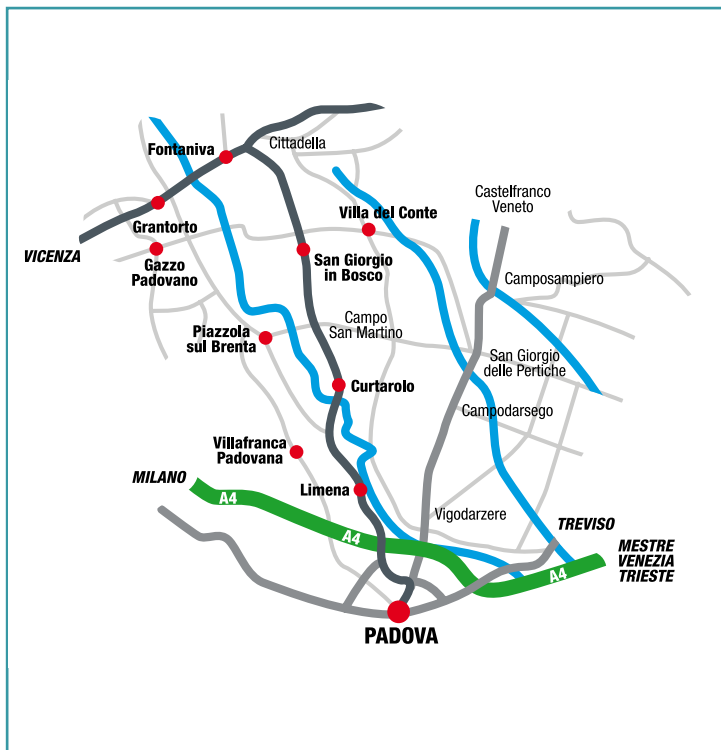 Fontaniva
Cittadella
Castelfranco
Veneto
Villa del Conte
Grantorto
VICENZA
Gazzo
Padovano
San Giorgio
in Bosco
Camposampiero
Campo
San Martino
Piazzola
sul Brenta
San Giorgio
delle Pertiche
Curtarolo
Campodarsego
Villafranca
Padovana
MILANO
Limena
A4
Vigodarzere
TREVISO
A4
MESTRE
VENEZIA
TRIESTE
A4
PADOVA